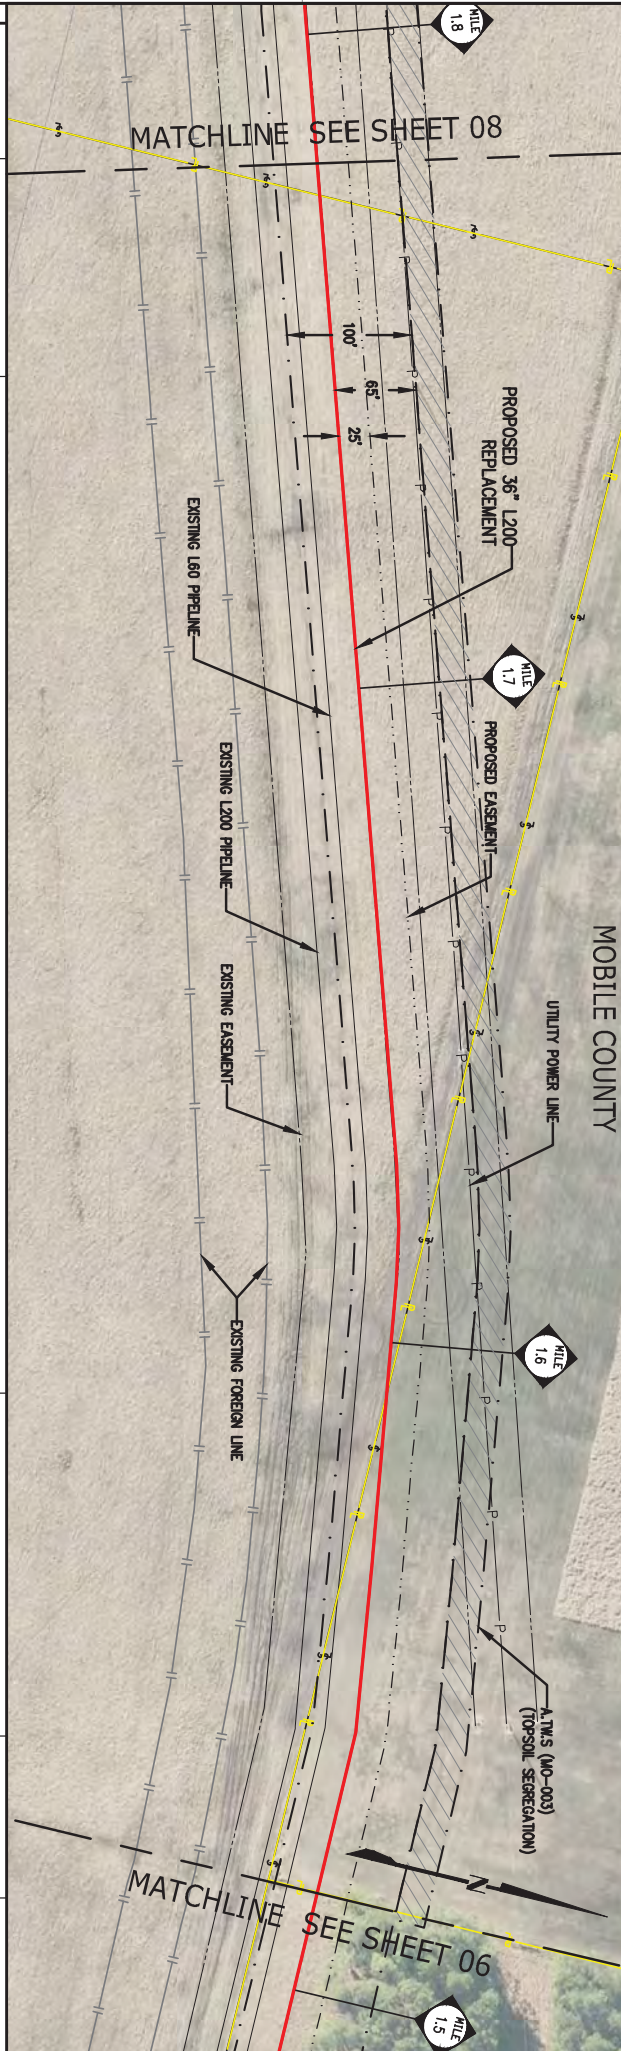 MILE
1.8
MATCHLINE SEE SHEET 08
100'
65'
25'
PROPOSED 36" L200
REPLACEMENT
EXISTING L60 PIPELINE
MILE
1.7
PROPOSED EASEMENT
EXISTING L200 PIPELINE
MOBILE COUNTY
EXISTING EASEMENT
UTILITY POWER LINE
EXISTING FOREIGN LINE
MILE
1.6
A.T.W.S (MO-003)
(TOPSOIL SEGREGATION)
N
MATCHLINE SEE SHEET 06
MILE
1.5